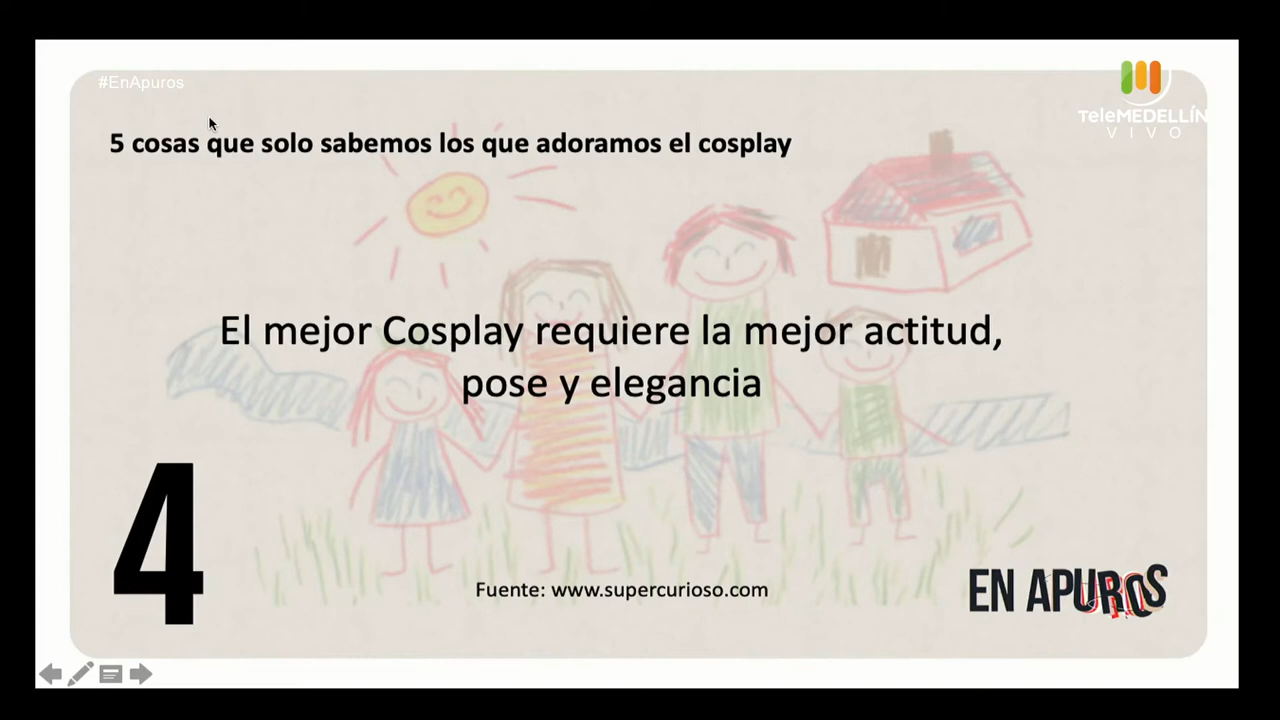 #EnApuros
TeleMEDELLÍN
VIVO
5 cosas que solo sabemos los que adoramos el cosplay
El mejor Cosplay requiere la mejor actitud,
pose y elegancia
4
Fuente: www.supercurioso.com
EN APUROS